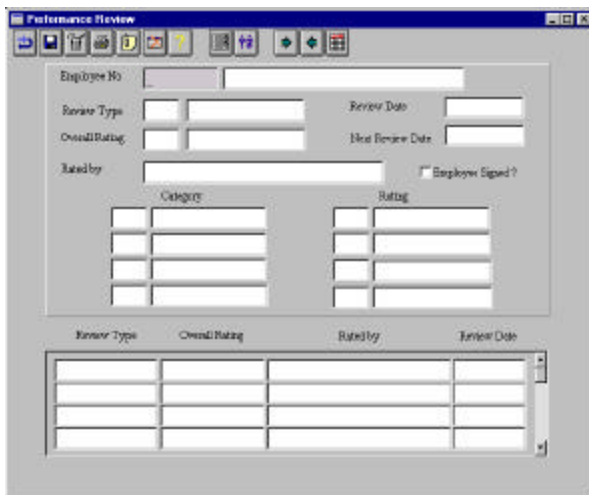 Performance Review
Employee No
Review Type
Review Date
Overall Rating
Next Review Date
Rated by
Employee Signed?
Category
Rating
Review Type
Overall Rating
Rated by
Review Date